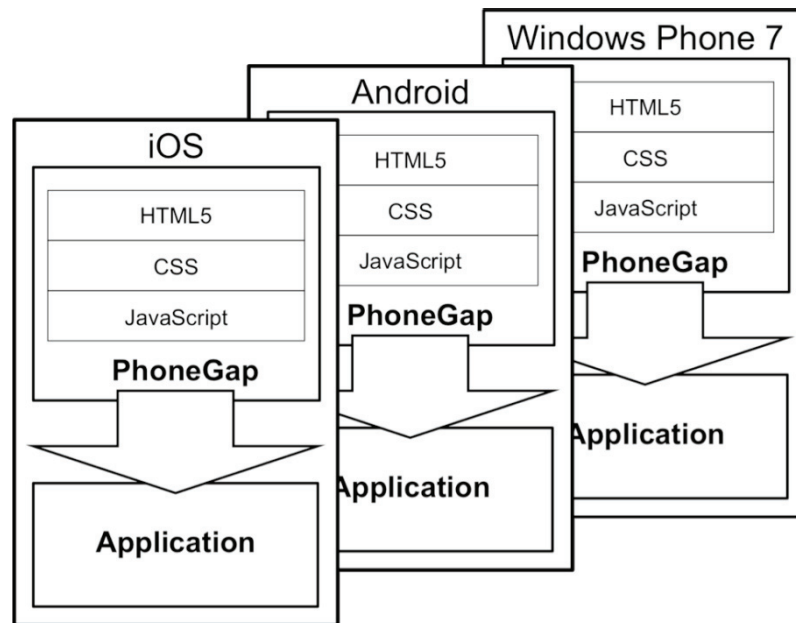 Windows Phone 7
HTML5
CSS
JavaScript
PhoneGap
Application
Android
HTML5
CSS
JavaScript
PhoneGap
Application
iOS
HTML5
CSS
JavaScript
PhoneGap
Application